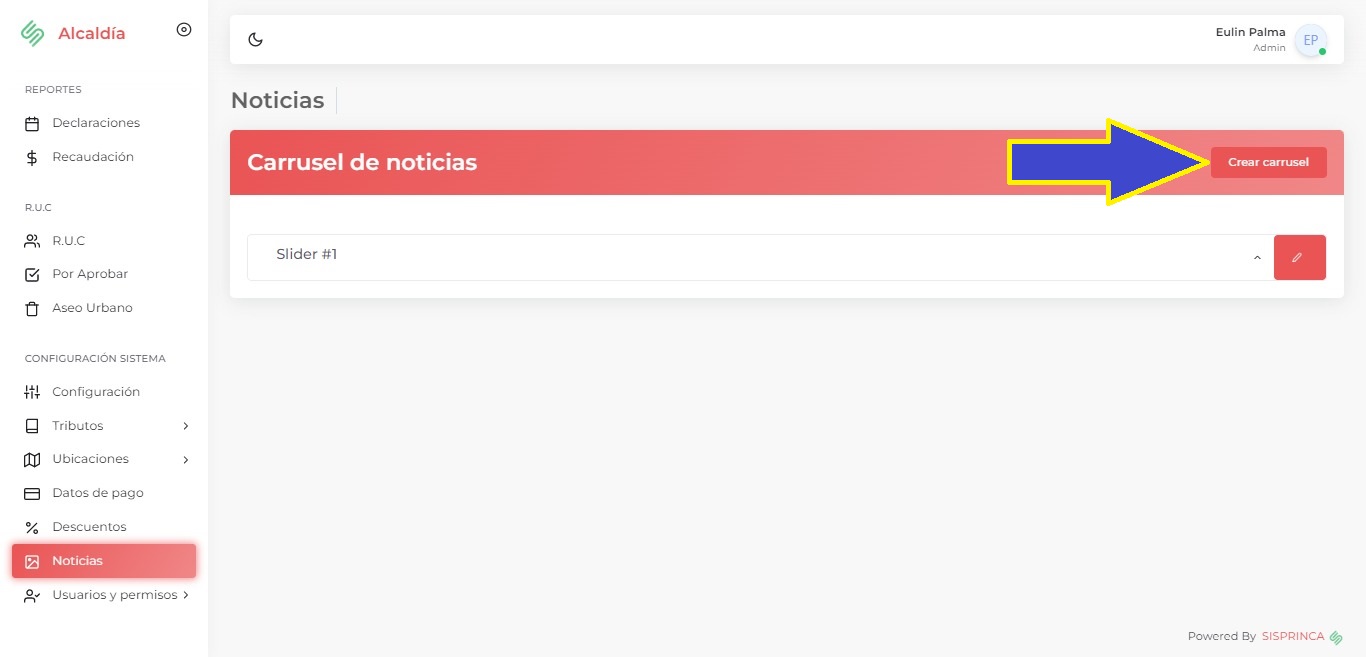 Alcaldía
REPORTES
Declaraciones
Recaudación
R.U.C
R.U.C
Por Aprobar
Aseo Urbano
CONFIGURACIÓN SISTEMA
Configuración
Tributos
Ubicaciones
Datos de pago
Descuentos
Noticias
Usuarios y permisos
Eulin Palma
Admin
EP
Noticias
Carrusel de noticias
Crear carrusel
Slider #1
Powered By SISPRINCA